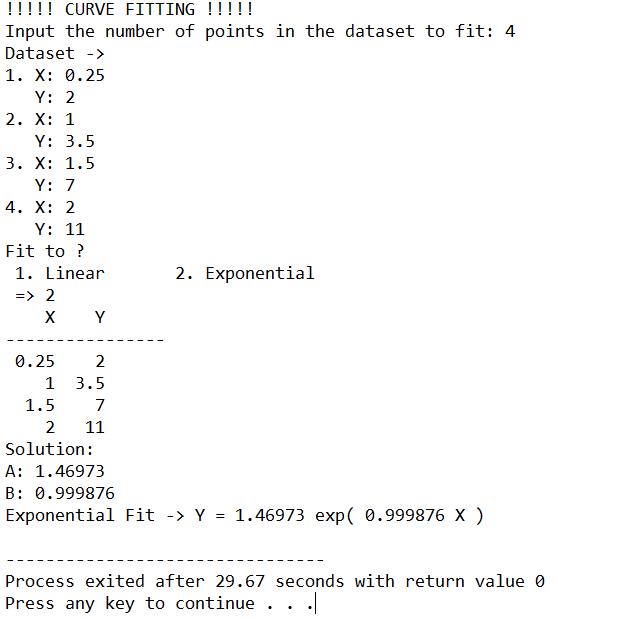 !!!!! CURVE FITTING !!!!!
Input the number of points in the dataset to fit: 4
Dataset ->
1. X: 0.25
   Y: 2
2. X: 1
   Y: 3.5
3. X: 1.5
   Y: 7
4. X: 2
   Y: 11
Fit to ?
 1. Linear       2. Exponential
 => 2
    X    Y
----------------
 0.25    2
    1  3.5
  1.5    7
    2   11
Solution:
A: 1.46973
B: 0.999876
Exponential Fit -> Y = 1.46973 exp( 0.999876 X )

--------------------------------
Process exited after 29.67 seconds with return value 0
Press any key to continue . . .